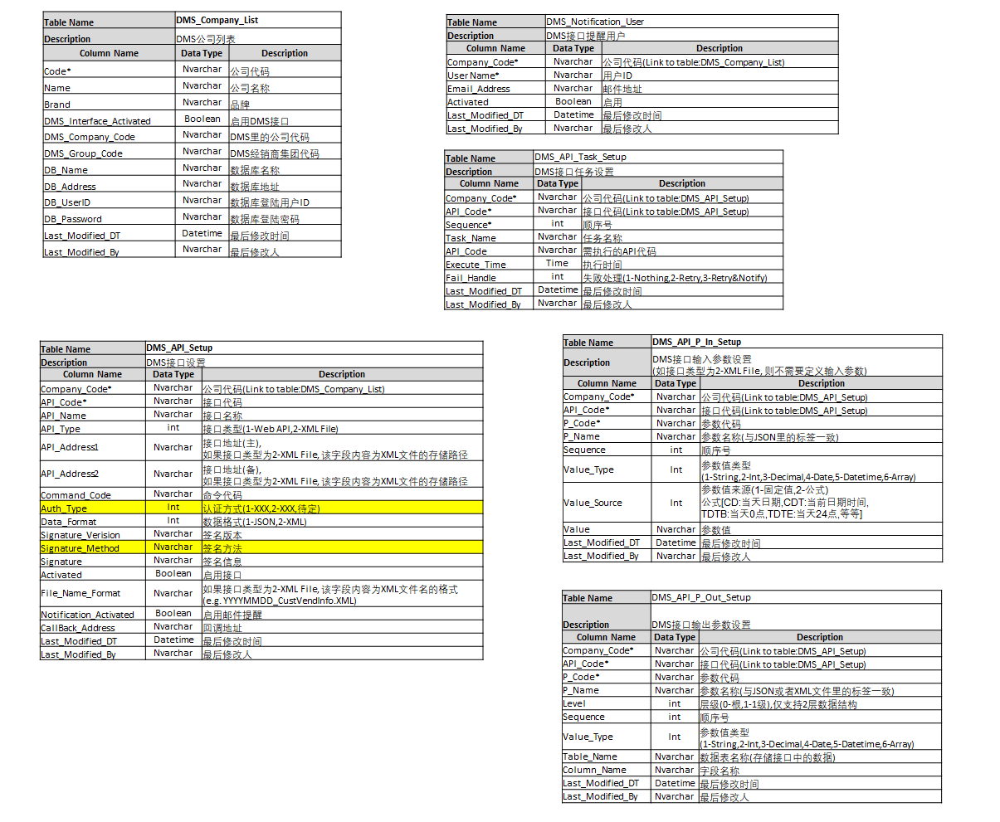 Table Name DMS_Company_List
Description DMS公司列表
Column Name Data Type Description
Code* Nvarchar 公司代码
Name Nvarchar 公司名称
Brand Nvarchar 品牌
DMS_Interface_Activated Boolean 启用DMS接口
DMS_Company_Code Nvarchar DMS里的公司代码
DMS_Group_Code Nvarchar DMS经销商集团代码
DB_Name Nvarchar 数据库名称
DB_Address Nvarchar 数据库地址
DB_UserID Nvarchar 数据库登陆用户ID
DB_Password Nvarchar 数据库登陆密码
Last_Modified_DT Datetime 最后修改时间
Last_Modified_By Nvarchar 最后修改人
Table Name DMS_Notification_User
Description DMS接口提醒用户
Column Name Data Type Description
Company_Code* Nvarchar 公司代码(Link to table:DMS_Company_List)
User Name* Nvarchar 用户ID
Email_Address Nvarchar 邮件地址
Activated Boolean 启用
Last_Modified_DT Datetime 最后修改时间
Last_Modified_By Nvarchar 最后修改人
Table Name DMS_API_Task_Setup
Description DMS接口任务设置
Column Name Data Type Description
Company_Code* Nvarchar 公司代码(Link to table:DMS_API_Setup)
API_Code* Nvarchar 接口代码(Link to table:DMS_API_Setup)
Sequence* int 顺序号
Task_Name Nvarchar 任务名称
API_Code Nvarchar 需执行的API代码
Execute_Time Time 执行时间
Fail_Handle int 失败处理(1-Nothing,2-Retry,3-Retry&Notify)
Last_Modified_DT Datetime 最后修改时间
Last_Modified_By Nvarchar 最后修改人
Table Name DMS_API_Setup
Description DMS接口设置
Column Name Data Type Description
Company_Code* Nvarchar 公司代码(Link to table:DMS_Company_List)
API_Code* Nvarchar 接口代码
API_Name Nvarchar 接口名称
API_Type int 接口类型(1-Web API,2-XML File)
API_Address1 Nvarchar 接口地址(主),
如果接口类型为2-XML File, 该字段内容为XML文件的存储路径
API_Address2 Nvarchar 接口地址(备),
如果接口类型为2-XML File, 该字段内容为XML文件的存储路径
Command_Code Nvarchar 命令代码
Auth_Type Int 认证方式(1-XXX,2-XXX,待定)
Data_Format Int 数据格式(1-JSON,2-XML)
Signature_Verision Nvarchar 签名版本
Signature_Method Nvarchar 签名方法
Signature Nvarchar 签名信息
Activated Boolean 启用接口
File_Name_Format Nvarchar 如果接口类型为2-XML File, 该字段内容为XML文件名的格式
(e.g. YYYYMMDD_CustVendInfo.XML)
Notification_Activated Boolean 启用邮件提醒
CallBack_Address Nvarchar 回调地址
Last_Modified_DT Datetime 最后修改时间
Last_Modified_By Nvarchar 最后修改人
Table Name DMS_API_P_In_Setup
Description DMS接口输入参数设置
(如接口类型为2-XML File, 则不需要定义输入参数)
Column Name Data Type Description
Company_Code* Nvarchar 公司代码(Link to table:DMS_API_Setup)
API_Code* Nvarchar 接口代码(Link to table:DMS_API_Setup)
P_Code* Nvarchar 参数代码
P_Name Nvarchar 参数名称(与JSON里的标签一致)
Sequence int 顺序号
Value_Type Int 参数值类型
(1-String,2-Int,3-Decimal,4-Date,5-Datetime,6-Array)
Value_Source Int 参数值来源(1-固定值,2-公式)
公式[CD:当天日期,CDT:当前日期时间,
TDTB:当天0点,TDTE:当天24点,等等]
Value Nvarchar 参数值
Last_Modified_DT Datetime 最后修改时间
Last_Modified_By Nvarchar 最后修改人
Table Name DMS_API_P_Out_Setup
Description DMS接口输出参数设置
Column Name Data Type Description
Company_Code* Nvarchar 公司代码(Link to table:DMS_API_Setup)
API_Code* Nvarchar 接口代码(Link to table:DMS_API_Setup)
P_Code* Nvarchar 参数代码
P_Name Nvarchar 参数名称(与JSON或者XML文件里的标签一致)
Level int 层级(0-根,1-1级),仅支持2层数据结构
Sequence int 顺序号
Value_Type Int 参数值类型
(1-String,2-Int,3-Decimal,4-Date,5-Datetime,6-Array)
Table_Name Nvarchar 数据表名称(存储接口中的数据)
Column_Name Nvarchar 字段名称
Last_Modified_DT Datetime 最后修改时间
Last_Modified_By Nvarchar 最后修改人